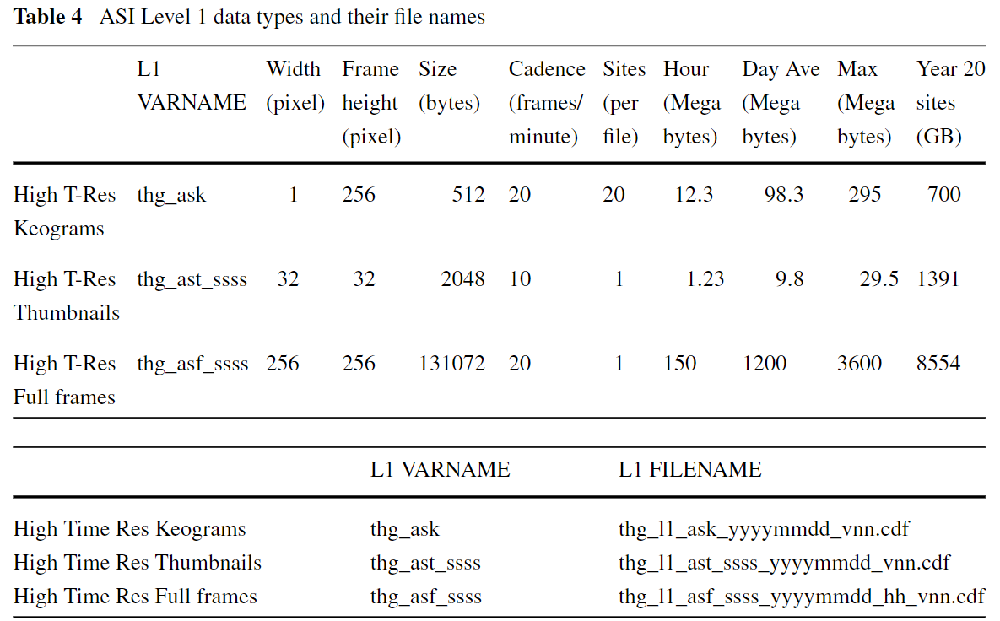 Table 4 ASI Level 1 data types and their file names
L1 Width Frame Size Cadence Sites Hour Day Ave Max Year 20
VARNAME (pixel) height (bytes) (frames/ (per (Mega (Mega (Mega sites
(pixel) minute) file) bytes) bytes) bytes) (GB)
High T-Res thg_ask 1 256 512 20 20 12.3 98.3 295 700
Keograms
High T-Res thg_ast_ssss 32 32 2048 10 1 1.23 9.8 29.5 1391
Thumbnails
High T-Res thg_asf_ssss 256 256 131072 20 1 150 1200 3600 8554
Full frames
L1 VARNAME L1 FILENAME
High Time Res Keograms thg_ask thg_l1_ask_yyyymmdd_vnn.cdf
High Time Res Thumbnails thg_ast_ssss thg_l1_ast_ssss_yyyymmdd_vnn.cdf
High Time Res Full frames thg_asf_ssss thg_l1_asf_ssss_yyyymmdd_hh_vnn.cdf